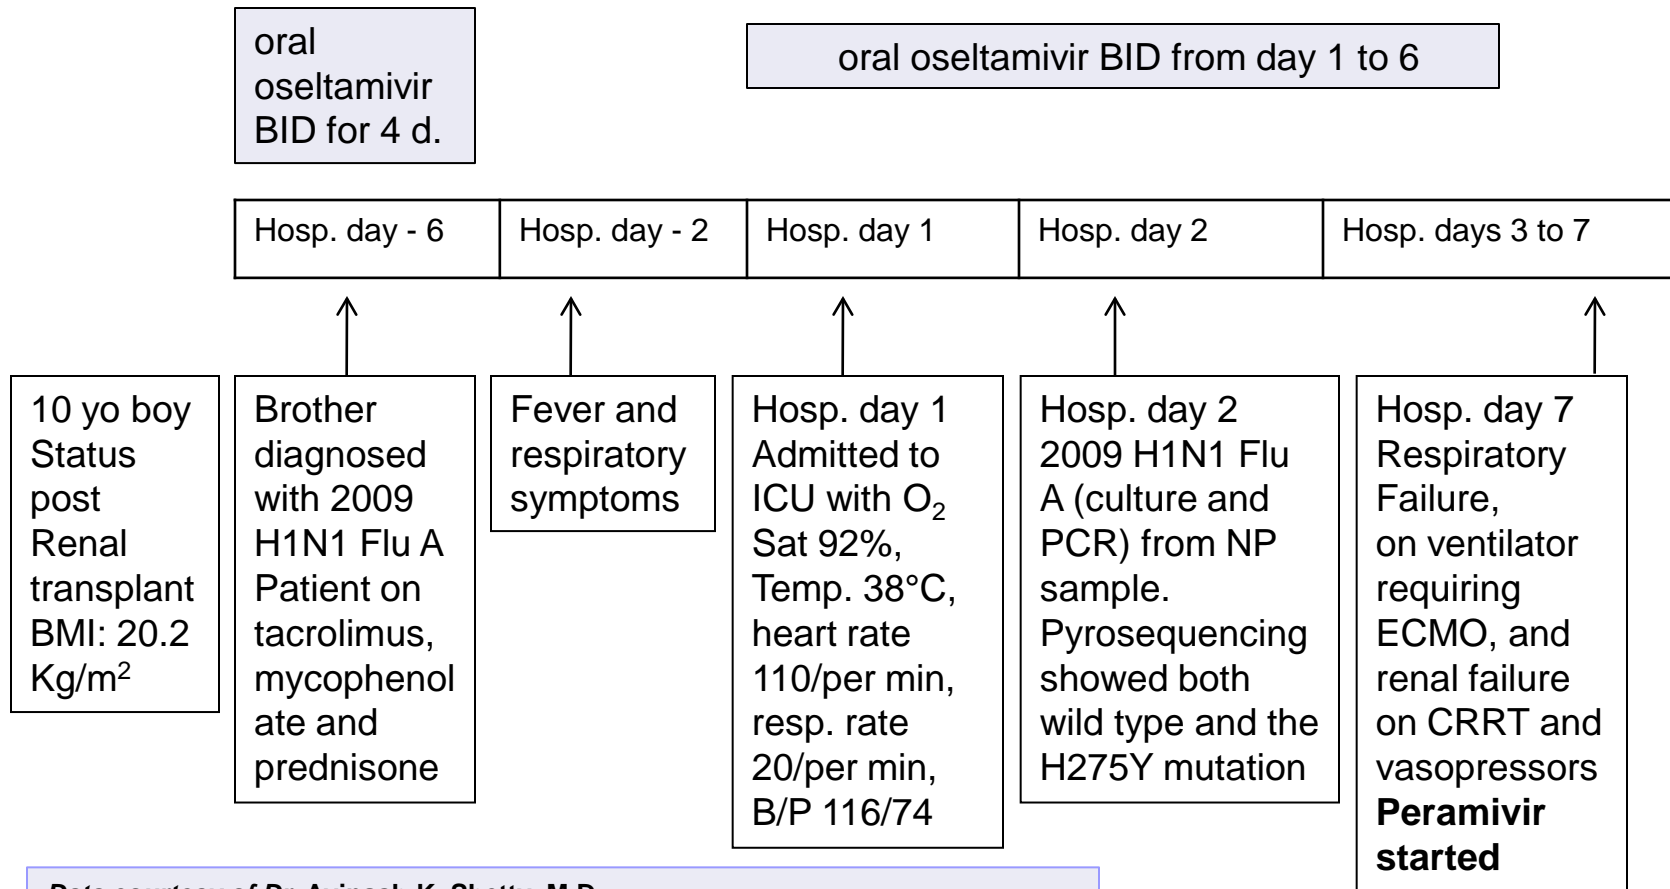 oral
oseltamivir
BID for 4 d.
oral oseltamivir BID from day 1 to 6
Hosp. day - 6
Hosp. day - 2
Hosp. day 1
Hosp. day 2
Hosp. days 3 to 7
10 yo boy
Status
post
Renal
transplant
BMI: 20.2
Kg/m²
Brother
diagnosed
with 2009
H1N1 Flu A
Patient on
tacrolimus,
mycophenol
ate and
prednisone
Fever and
respiratory
symptoms
Hosp. day 1
Admitted to
ICU with O₂
Sat 92%,
Temp. 38°C,
heart rate
110/per min,
resp. rate
20/per min,
B/P 116/74
Hosp. day 2
2009 H1N1 Flu
A (culture and
PCR) from NP
sample.
Pyrosequencing
showed both
wild type and the
H275Y mutation
Hosp. day 7
Respiratory
Failure,
on ventilator
requiring
ECMO, and
renal failure
on CRRT and
vasopressors
Peramivir
started
Data courtesy of Dr. Avinash K. Shetty, M.D.